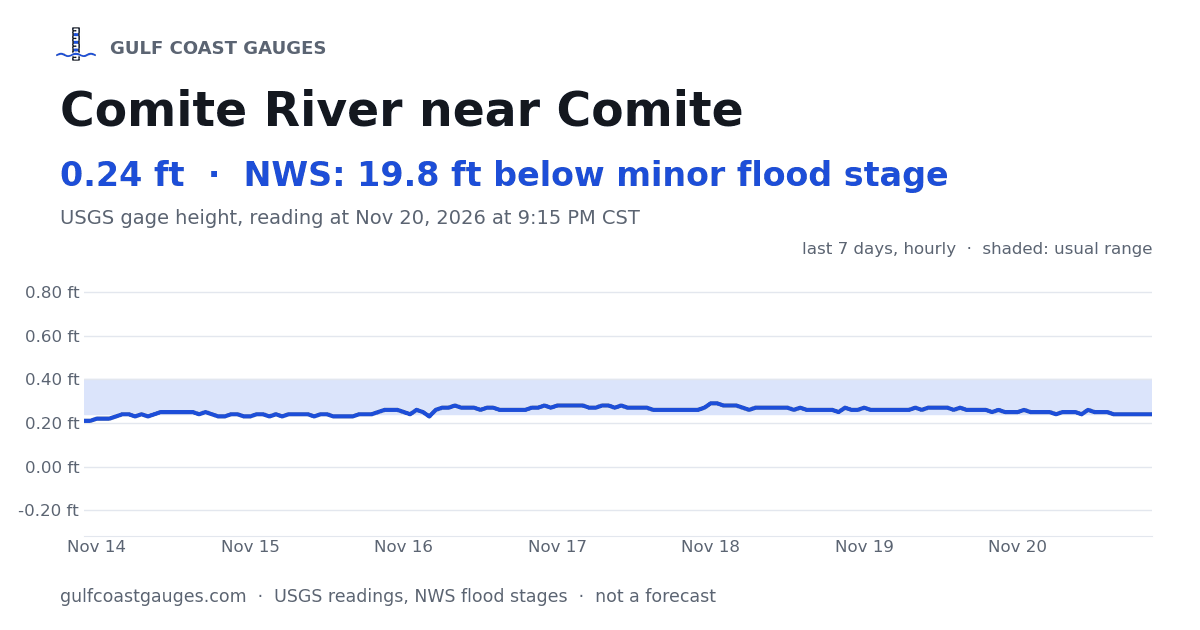 GULF COAST GAUGES
Comite River near Comite
0.24 ft · NWS: 19.8 ft below minor flood stage
USGS gage height, reading at Nov 20, 2026 at 9:15 PM CST
last 7 days, hourly · shaded: usual range
0.80 ft
0.60 ft
0.40 ft
0.20 ft
0.00 ft
-0.20 ft
Nov 14 Nov 15 Nov 16 Nov 17 Nov 18 Nov 19 Nov 20
gulfcoastgauges.com · USGS readings, NWS flood stages · not a forecast